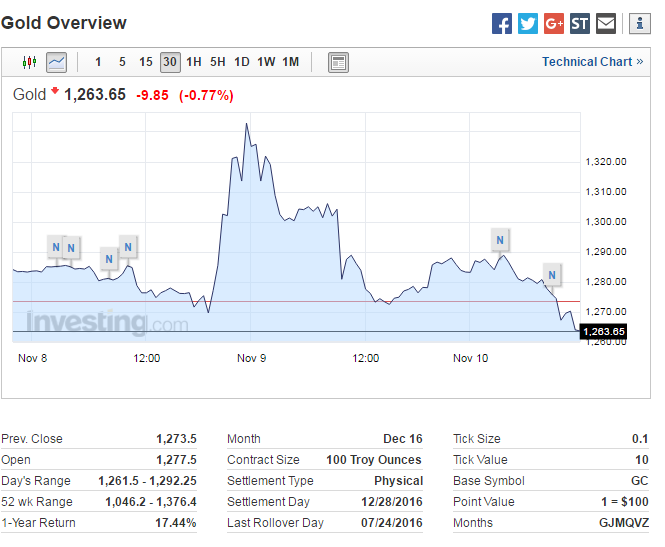 Gold Overview
f G+ ST i
1 5 15 30 1H 5H 1D 1W 1M Technical Chart »
Gold 1,263.65 -9.85 (-0.77%)
1,320.00
1,310.00
1,300.00
N N N N N 1,290.00
N 1,280.00
1,270.00
Investing.com
1,263.65
1,260.00
Nov 8 12:00 Nov 9 12:00 Nov 10
Prev. Close 1,273.5 Month Dec 16 Tick Size 0.1
Open 1,277.5 Contract Size 100 Troy Ounces Tick Value 10
Day's Range 1,261.5 - 1,292.25 Settlement Type Physical Base Symbol GC
52 wk Range 1,046.2 - 1,376.4 Settlement Day 12/28/2016 Point Value 1 = $100
1-Year Return 17.44% Last Rollover Day 07/24/2016 Months GJMQVZ